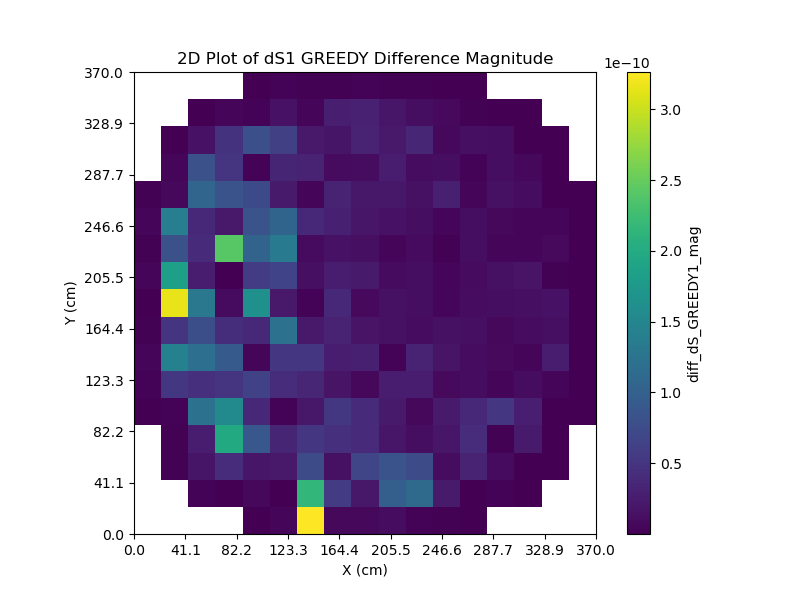 2D Plot of dS1 GREEDY Difference Magnitude
1e−10
370.0
328.9
287.7
246.6
205.5
164.4
123.3
82.2
41.1
0.0
Y (cm)
0.0 41.1 82.2 123.3 164.4 205.5 246.6 287.7 328.9 370.0
X (cm)
3.0
2.5
2.0
1.5
1.0
0.5
diff_dS_GREEDY1_mag